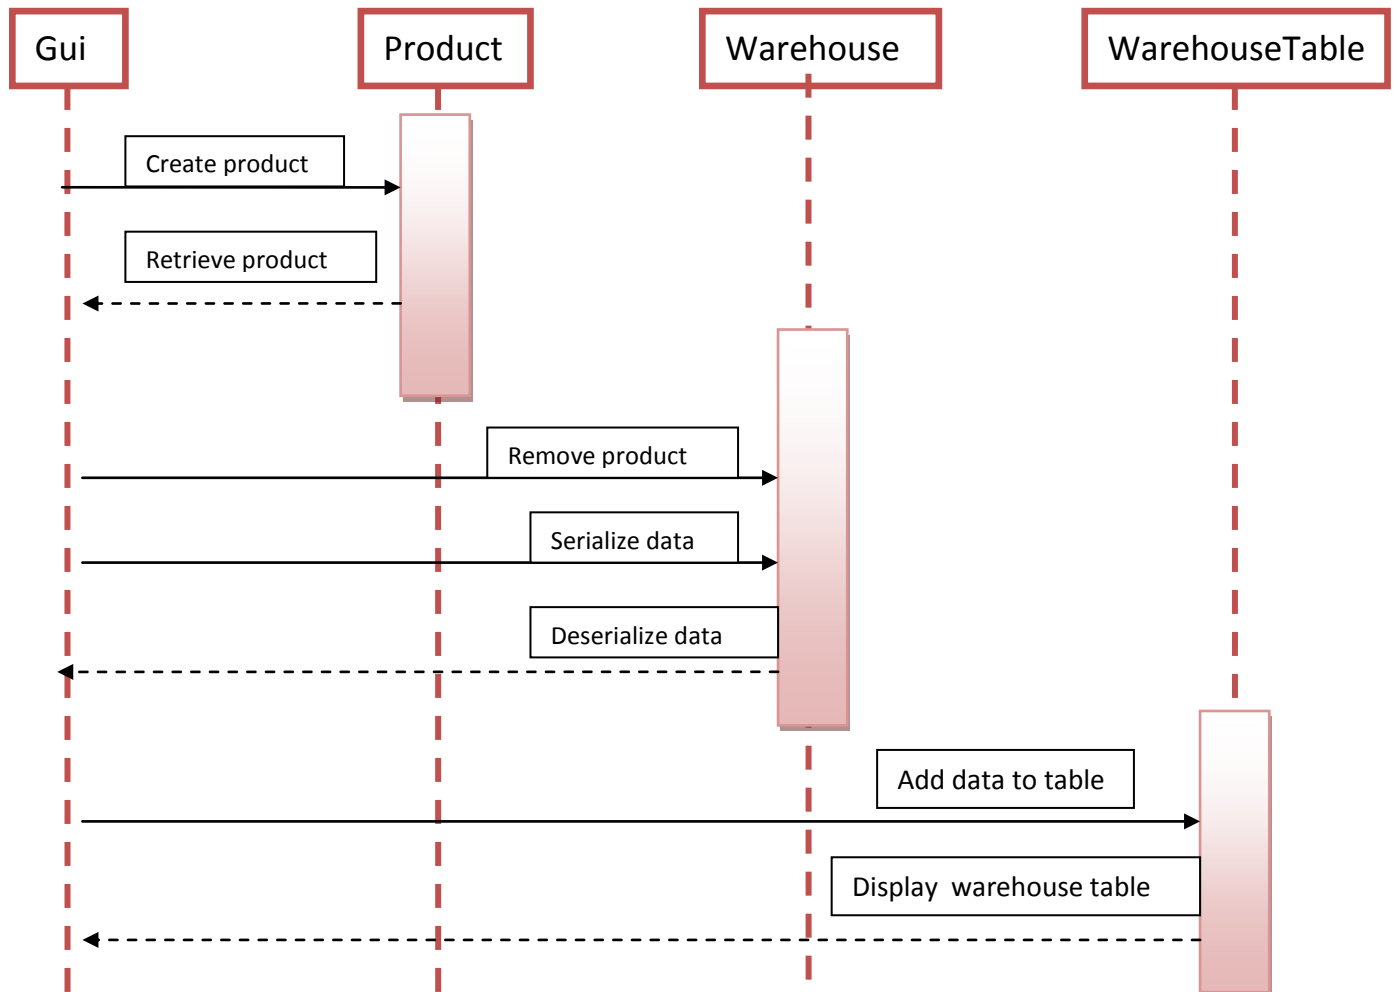 Gui
Product
Warehouse
WarehouseTable
Create product
Retrieve product
Remove product
Serialize data
Deserialize data
Add data to table
Display  warehouse table